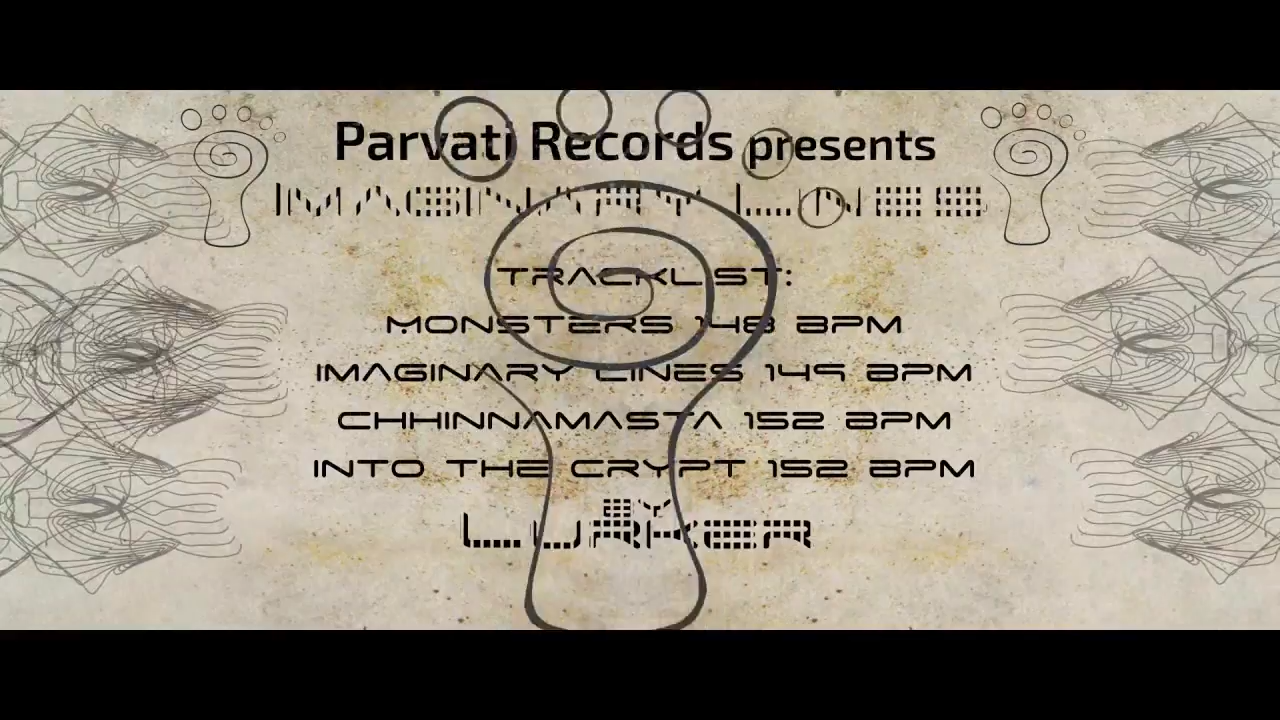 Parvati Records presents
IMAGINARY LINES
TRACKLIST:
MONSTERS 148 BPM
IMAGINARY LINES 149 BPM
CHHINNAMASTA 152 BPM
INTO THE CRYPT 152 BPM
BY
LURKER